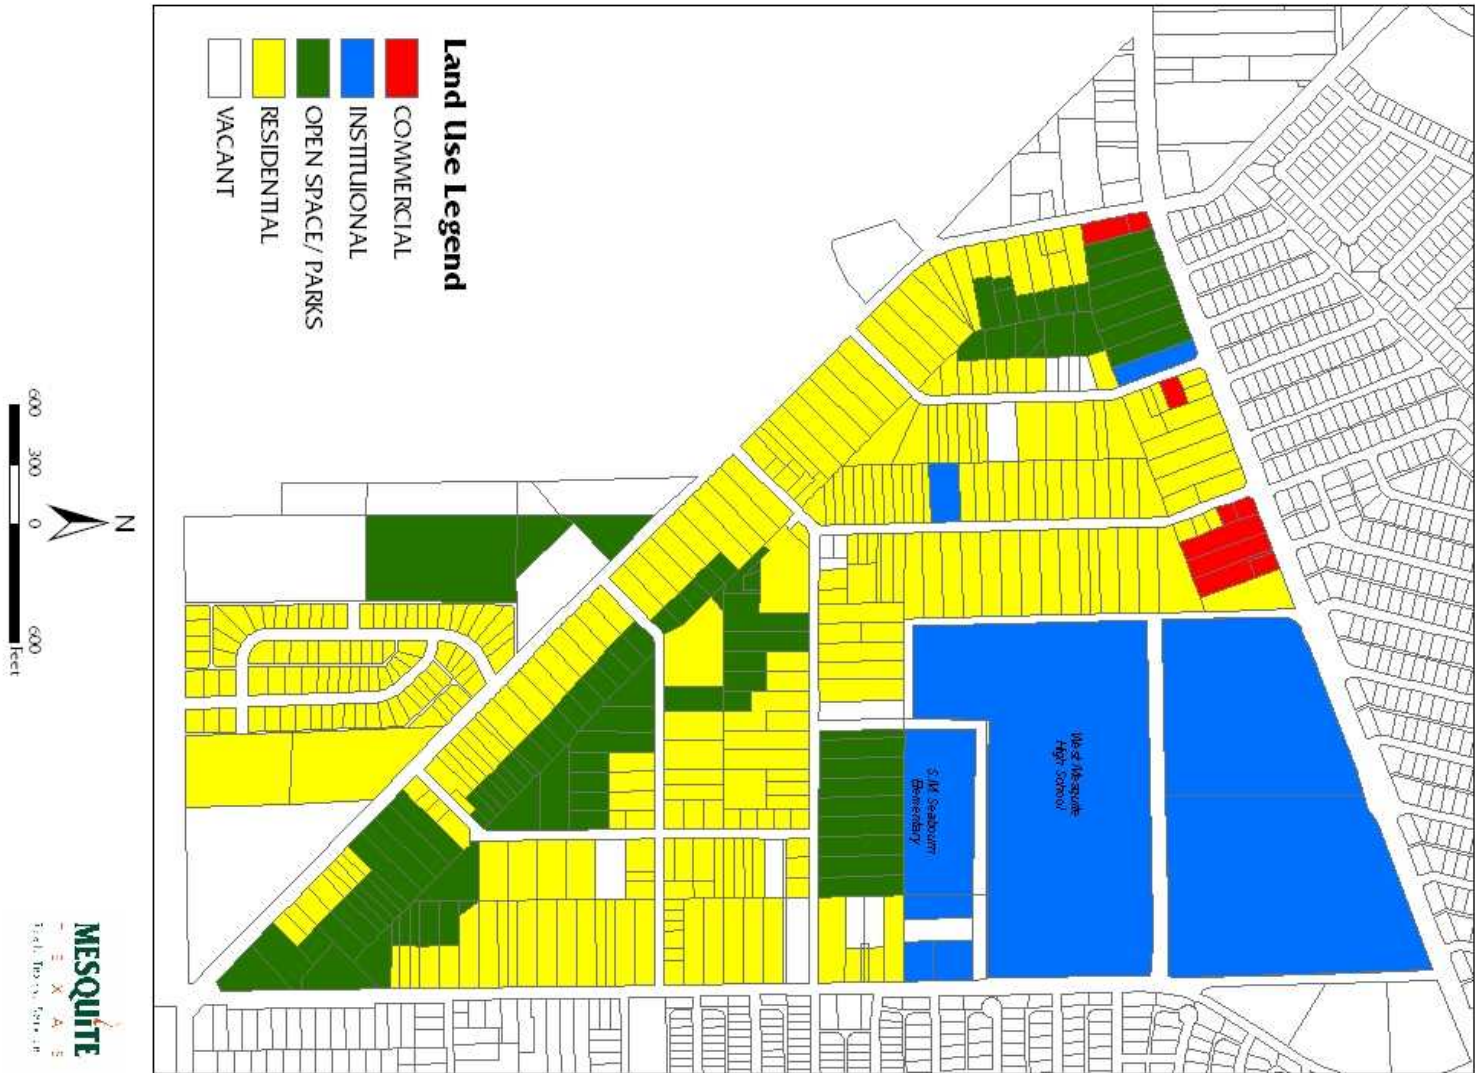 Land Use Legend
COMMERCIAL
INSTITUIONAL
OPEN SPACE/ PARKS
RESIDENTIAL
VACANT
West Mesquite
High School
S.M. Seabourn
Elementary
N
600 300 0 600
Feet
MESQUITE
T E X A S